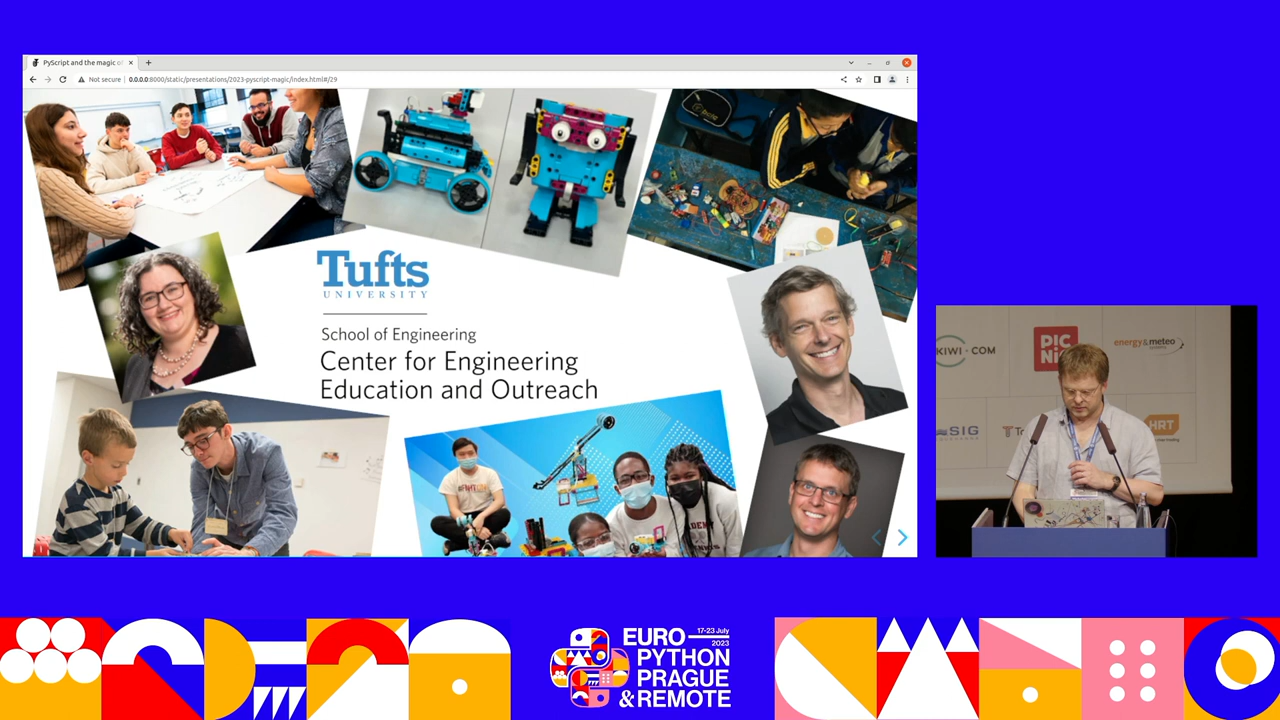 PyScript and the magic of
Not secure
0.0.0.0:8000/static/presentations/2023-pyscript-magic/index.html#/29
Tufts
UNIVERSITY
School of Engineering
Center for Engineering
Education and Outreach
KIWI.COM
PIC
energy&meteo
SIG
HRT
EURO
17-23 July
2023
PYTHON
PRAGUE
& REMOTE